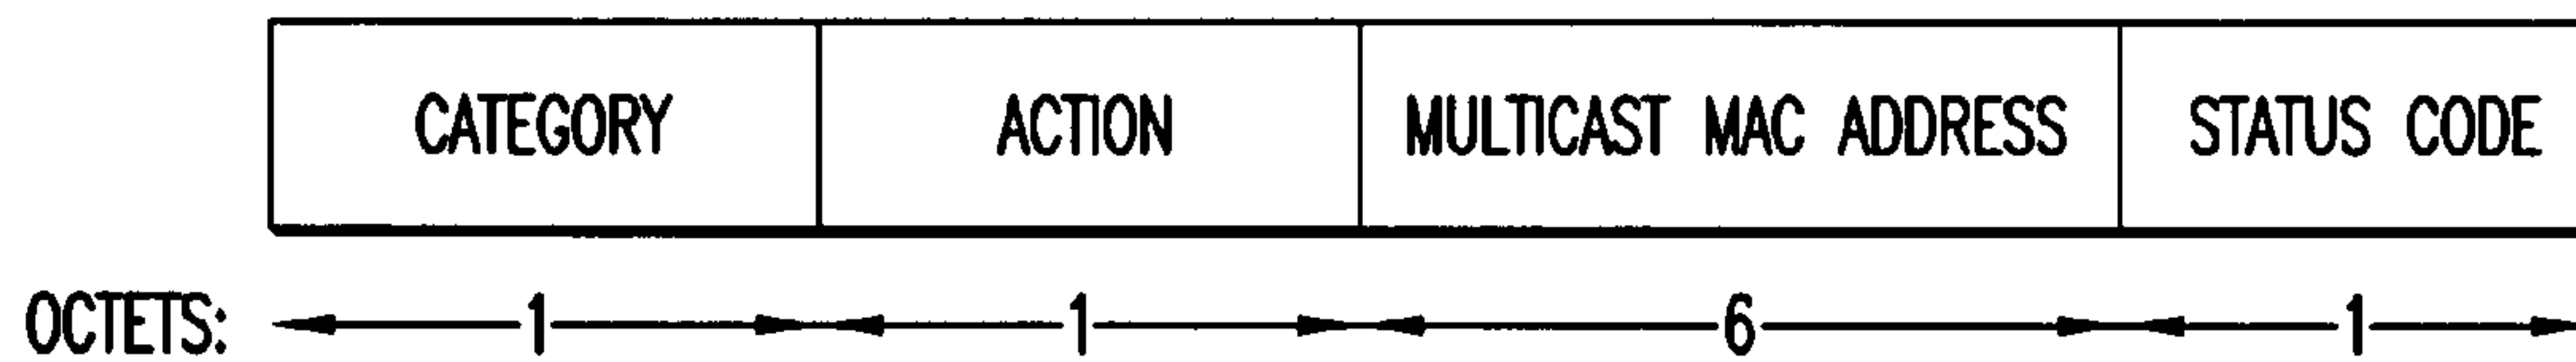 CATEGORY ACTION MULTICAST MAC ADDRESS STATUS CODE
OCTETS: 1 1 6 1